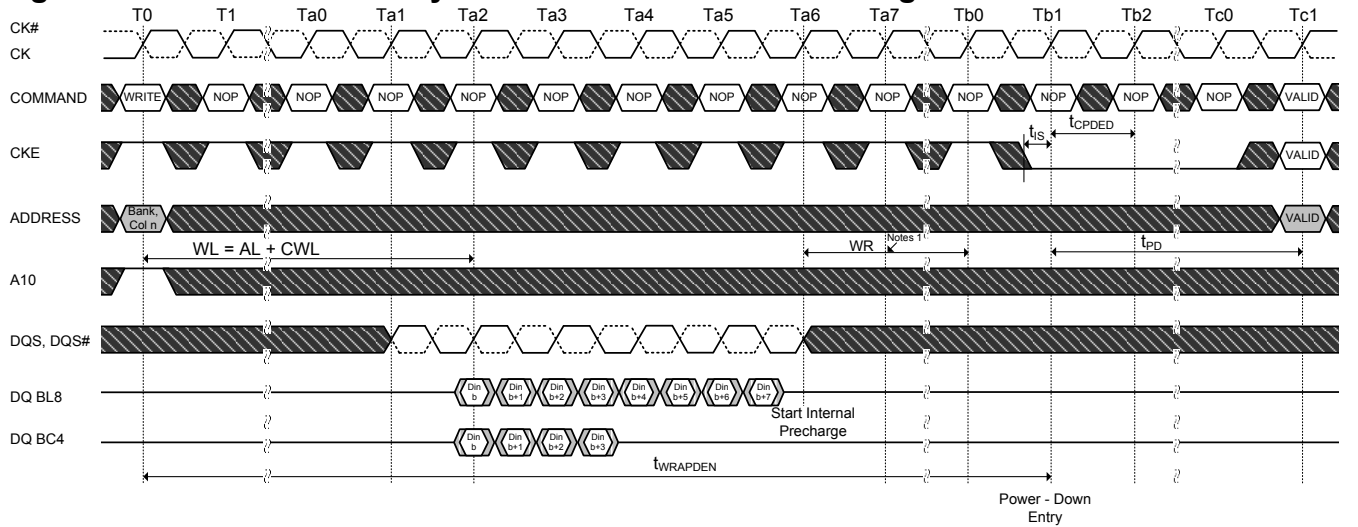 T0 T1 Ta0 Ta1 Ta2 Ta3 Ta4 Ta5 Ta6 Ta7 Tb0 Tb1 Tb2 Tc0 Tc1
CK#
CK
COMMAND WRITE NOP NOP NOP NOP NOP NOP NOP NOP NOP NOP NOP NOP NOP VALID
tIS tCPDED
CKE VALID
ADDRESS Bank, VALID
Col n
WL = AL + CWL WR Notes 1 tPD
A10
DQS, DQS#
DQ BL8 Din Din Din Din Din Din Din Din
b b+1 b+2 b+3 b+4 b+5 b+6 b+7
Start Internal
Precharge
DQ BC4 Din Din Din Din
b b+1 b+2 b+3
tWRAPDEN
Power - Down
Entry